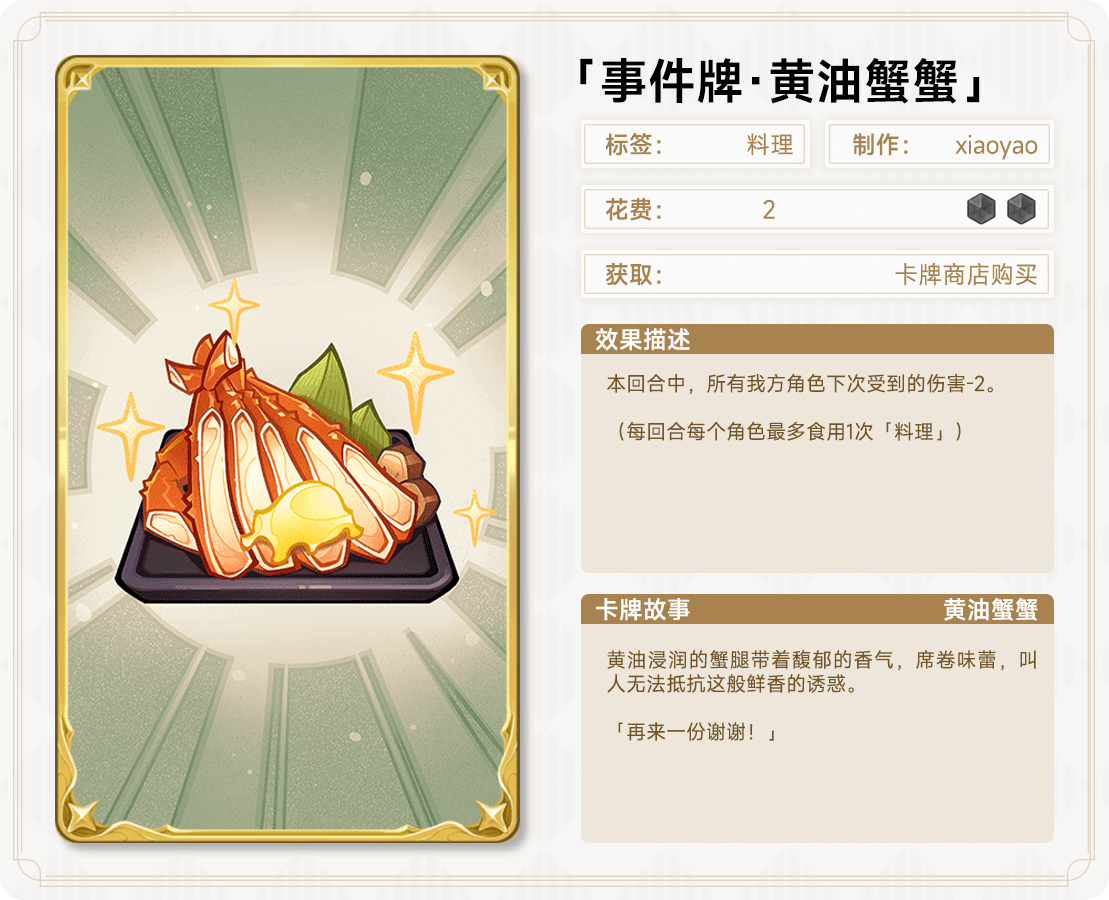 「事件牌·黄油蟹蟹」
标签： 料理
制作： xiaoyao
花费： 2
获取： 卡牌商店购买
效果描述
本回合中，所有我方角色下次受到的伤害-2。
（每回合每个角色最多食用1次「料理」）
卡牌故事 黄油蟹蟹
黄油浸润的蟹腿带着馥郁的香气，席卷味蕾，叫
人无法抵抗这般鲜香的诱惑。
「再来一份谢谢！」